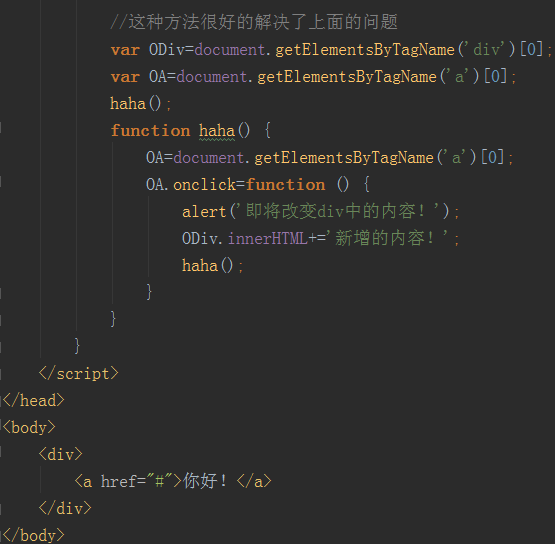 //这种方法很好的解决了上面的问题
var ODiv=document.getElementsByTagName('div')[0];
var OA=document.getElementsByTagName('a')[0];
haha();
function haha() {
OA=document.getElementsByTagName('a')[0];
OA.onclick=function () {
alert('即将改变div中的内容！');
ODiv.innerHTML+='新增的内容！';
haha();
}
}
}
</script>
</head>
<body>
<div>
<a href="#">你好！</a>
</div>
</body>